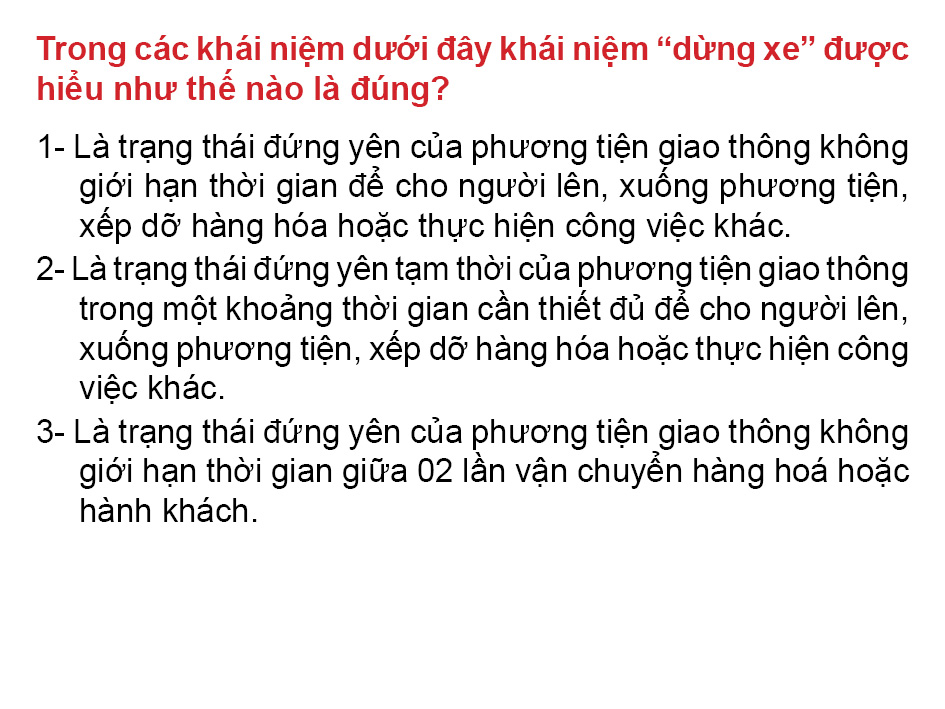 Trong các khái niệm dưới đây khái niệm “dừng xe” được
hiểu như thế nào là đúng?
1- Là trạng thái đứng yên của phương tiện giao thông không
giới hạn thời gian để cho người lên, xuống phương tiện,
xếp dỡ hàng hóa hoặc thực hiện công việc khác.
2- Là trạng thái đứng yên tạm thời của phương tiện giao thông
trong một khoảng thời gian cần thiết đủ để cho người lên,
xuống phương tiện, xếp dỡ hàng hóa hoặc thực hiện công
việc khác.
3- Là trạng thái đứng yên của phương tiện giao thông không
giới hạn thời gian giữa 02 lần vận chuyển hàng hoá hoặc
hành khách.